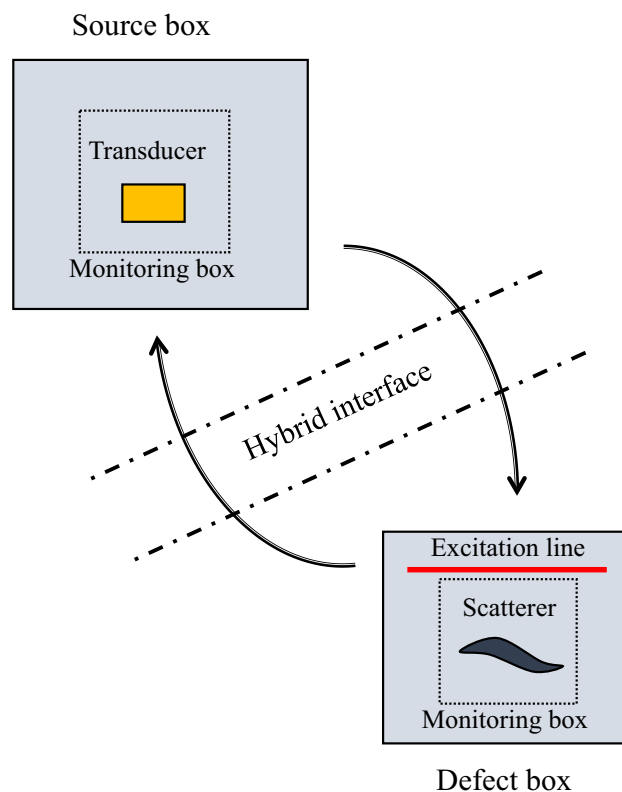 Source box
Transducer
Monitoring box
Hybrid interface
Excitation line
Scatterer
Monitoring box
Defect box